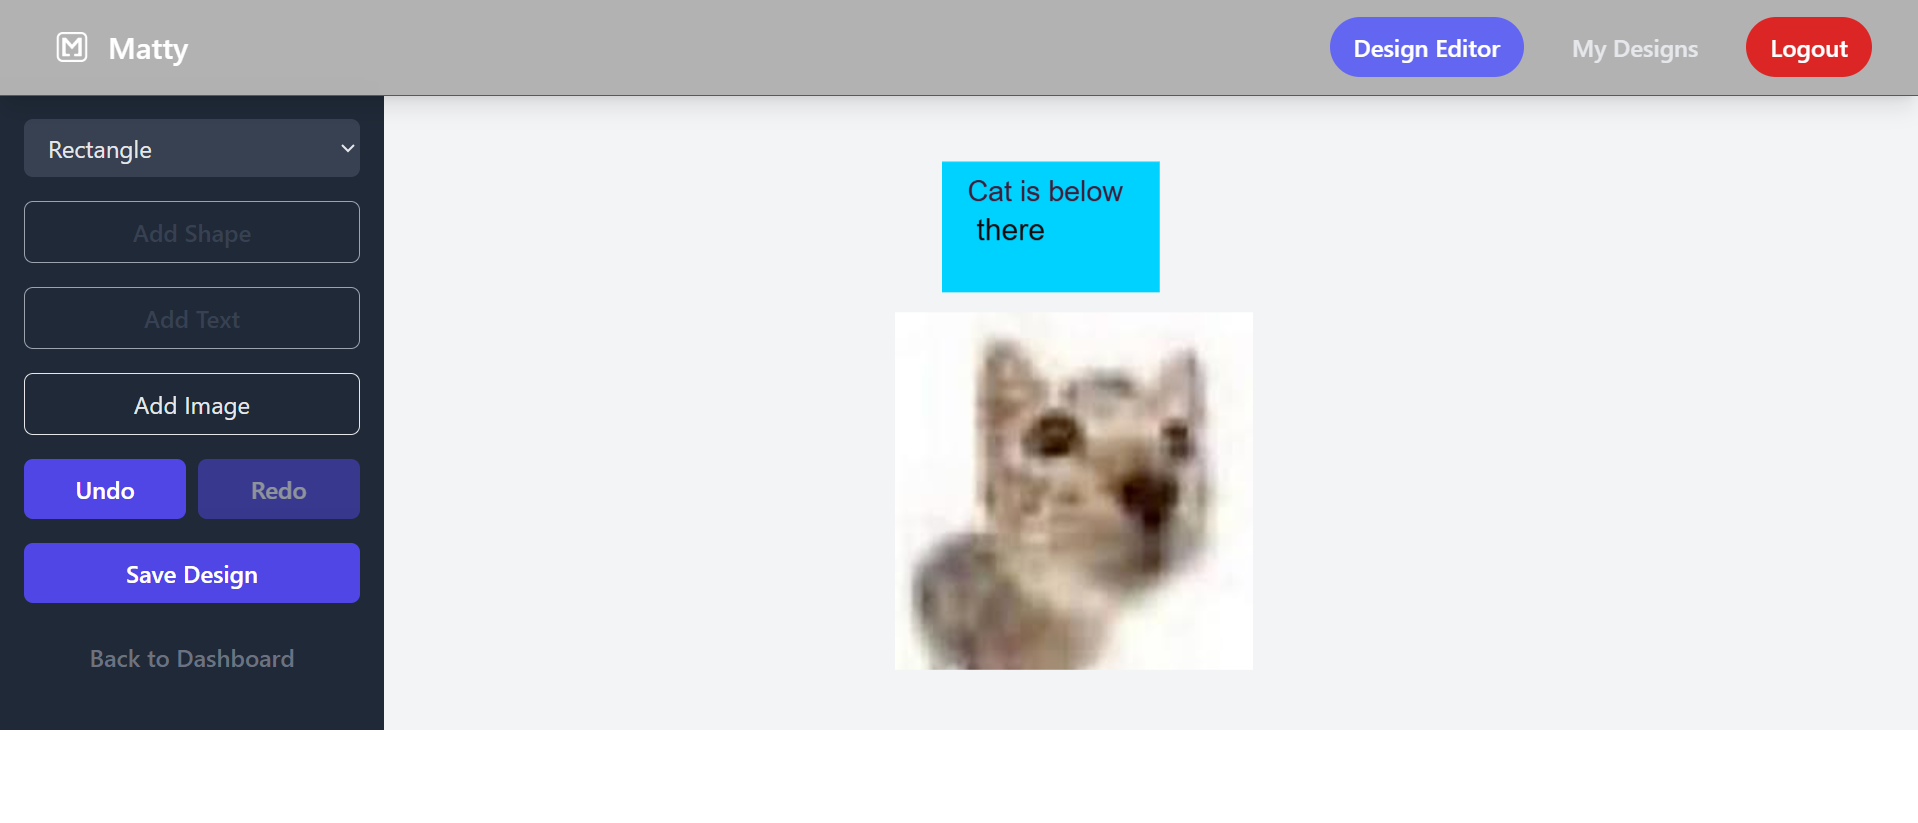 Matty
Design Editor
My Designs
Logout
Rectangle
Add Shape
Add Text
Add Image
Undo
Redo
Save Design
Back to Dashboard
Cat is below
there